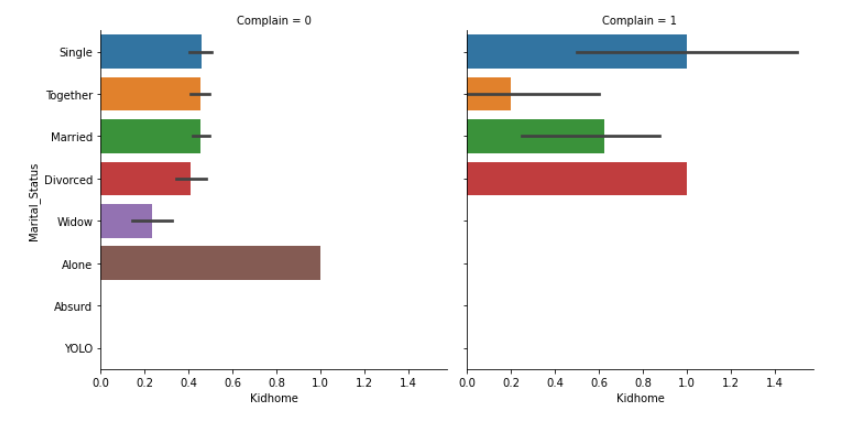 Complain = 0
Complain = 1
Marital_Status
Single
Together
Married
Divorced
Widow
Alone
Absurd
YOLO
0.0 0.2 0.4 0.6 0.8 1.0 1.2 1.4
0.0 0.2 0.4 0.6 0.8 1.0 1.2 1.4
Kidhome
Kidhome